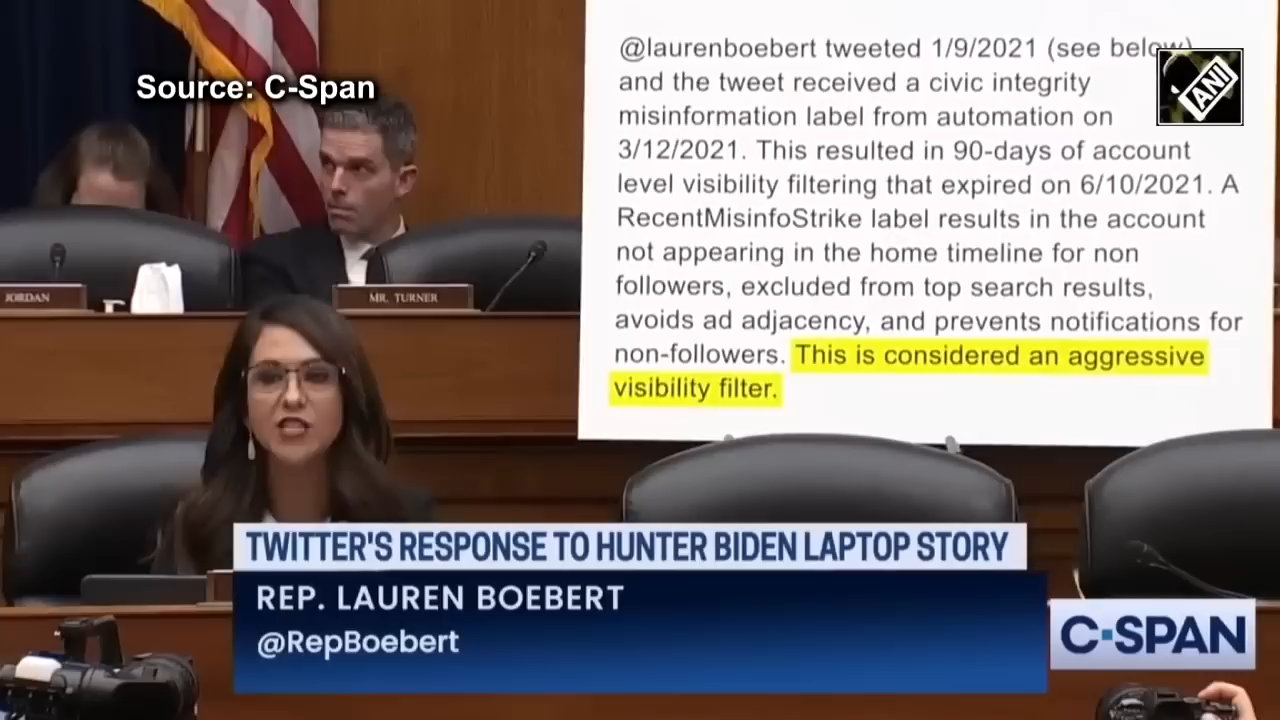 Source: C-Span
@laurenboebert tweeted 1/9/2021 (see below)
and the tweet received a civic integrity
misinformation label from automation on
3/12/2021. This resulted in 90-days of account
level visibility filtering that expired on 6/10/2021. A
RecentMisinfoStrike label results in the account
not appearing in the home timeline for non
followers, excluded from top search results,
avoids ad adjacency, and prevents notifications for
non-followers. This is considered an aggressive
visibility filter.
ANI
JORDAN
MR. TURNER
TWITTER'S RESPONSE TO HUNTER BIDEN LAPTOP STORY
REP. LAUREN BOEBERT
@RepBoebert
C-SPAN